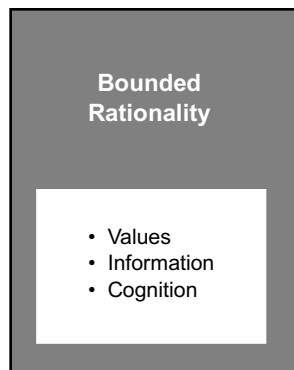 Bounded
Rationality
• Values
• Information
• Cognition